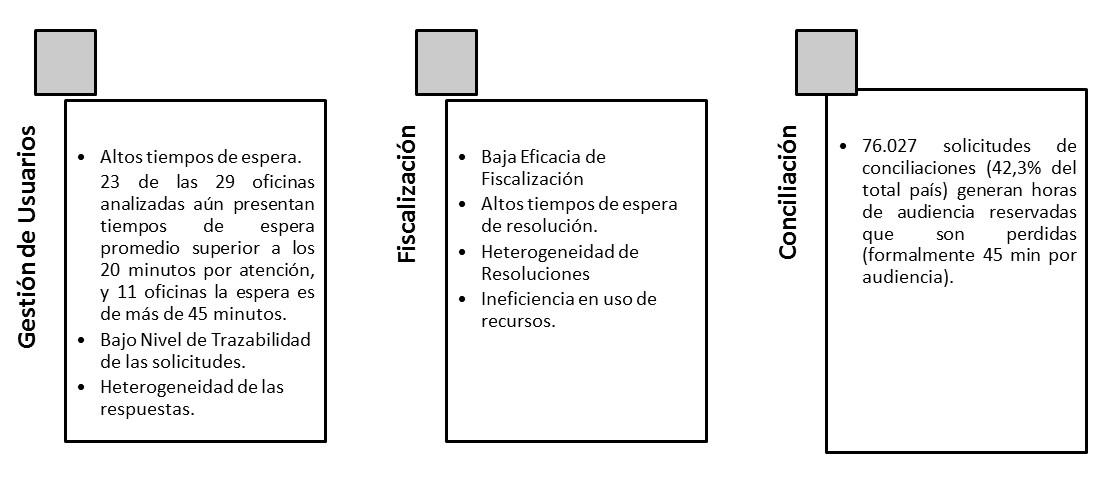 Gestión de Usuarios
• Altos tiempos de espera.
23 de las 29 oficinas
analizadas aún presentan
tiempos de espera
promedio superior a los
20 minutos por atención,
y 11 oficinas la espera es
de más de 45 minutos.
• Bajo Nivel de Trazabilidad
de las solicitudes.
• Heterogeneidad de las
respuestas.
Fiscalización
• Baja Eficacia de
Fiscalización
• Altos tiempos de espera
de resolución.
• Heterogeneidad de
Resoluciones
• Ineficiencia en uso de
recursos.
Conciliación
• 76.027 solicitudes de
conciliaciones (42,3% del
total país) generan horas
de audiencia reservadas
que son perdidas
(formalmente 45 min por
audiencia).